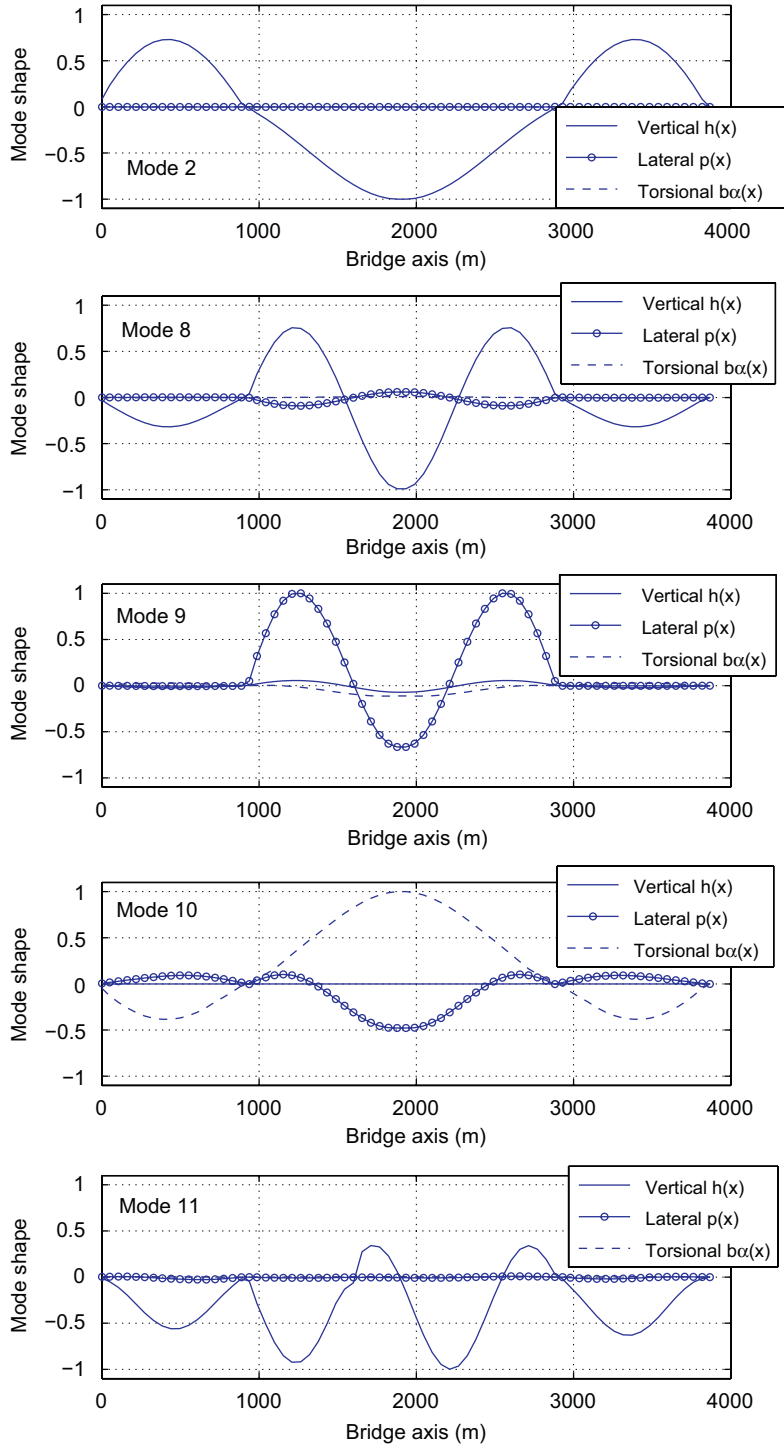 1
0.5
0
−0.5
−1
Mode shape
Mode 2
Vertical h(x)
Lateral p(x)
Torsional bα(x)
0 1000 2000 3000 4000
Bridge axis (m)
1
0.5
0
−0.5
−1
Mode shape
Mode 8
Vertical h(x)
Lateral p(x)
Torsional bα(x)
0 1000 2000 3000 4000
Bridge axis (m)
1
0.5
0
−0.5
−1
Mode shape
Mode 9
Vertical h(x)
Lateral p(x)
Torsional bα(x)
0 1000 2000 3000 4000
Bridge axis (m)
1
0.5
0
−0.5
−1
Mode shape
Mode 10
Vertical h(x)
Lateral p(x)
Torsional bα(x)
0 1000 2000 3000 4000
Bridge axis (m)
1
0.5
0
−0.5
−1
Mode shape
Mode 11
Vertical h(x)
Lateral p(x)
Torsional bα(x)
0 1000 2000 3000 4000
Bridge axis (m)